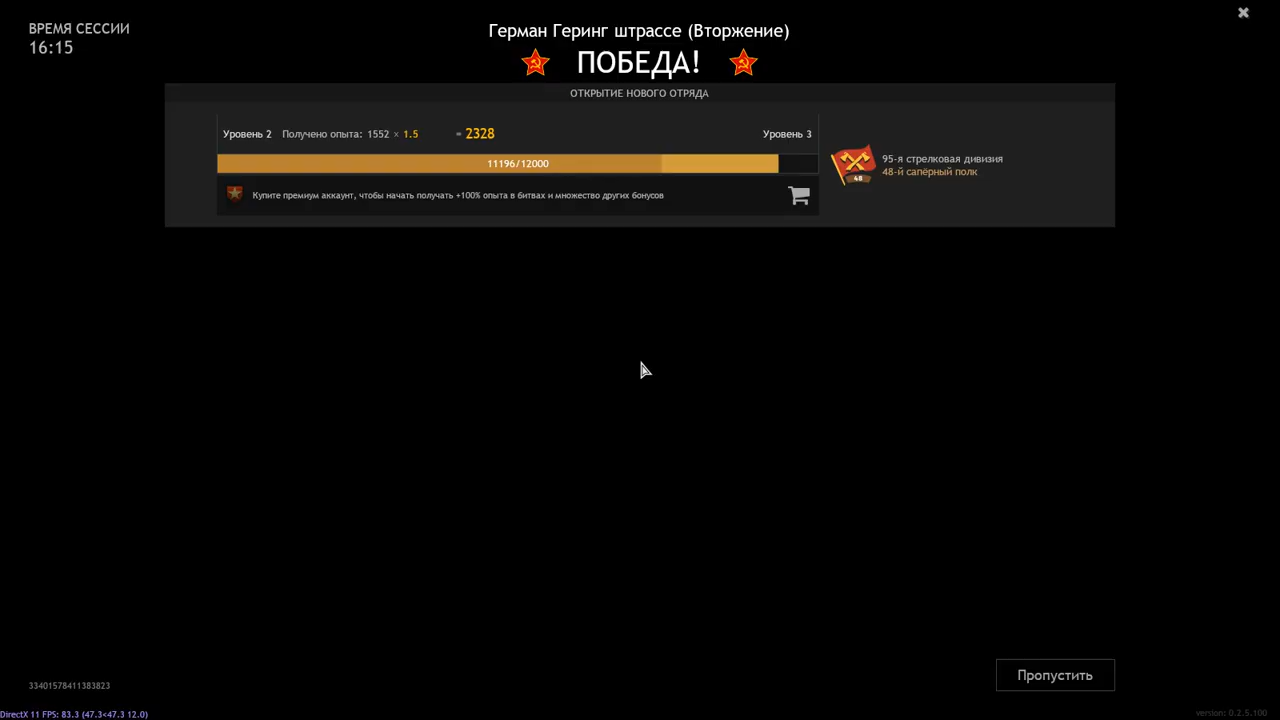 ВРЕМЯ СЕССИИ
16:15
Герман Геринг штрассе (Вторжение)
ПОБЕДА!
ОТКРЫТИЕ НОВОГО ОТРЯДА
Уровень 2 Получено опыта: 1552 × 1.5 = 2328 Уровень 3
11196/12000
95-я стрелковая дивизия
48-й сапёрный полк
48
Купите премиум аккаунт, чтобы начать получать +100% опыта в битвах и множество других бонусов
Пропустить
33401578411383823
DirectX 11 FPS: 83.3 (47.3<47.3 12.0)
version: 0.2.5.100